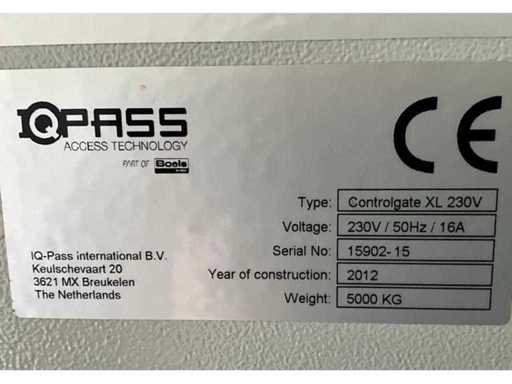 IQPASS
ACCESS TECHNOLOGY
PART OF Boels
CE
Type: Controlgate XL 230V
Voltage: 230V / 50Hz / 16A
Serial No: 15902-15
Year of construction: 2012
Weight: 5000 KG
IQ-Pass international B.V.
Keulschevaart 20
3621 MX Breukelen
The Netherlands